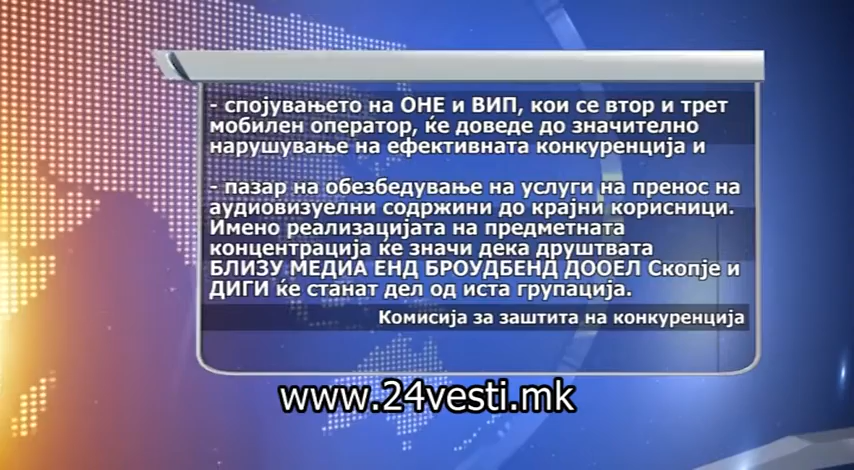 - спојувањето на ОНЕ и ВИП, кои се втор и трет
мобилен оператор, ќе доведе до значително
нарушување на ефективната конкуренција и
- пазар на обезбедување на услуги на пренос на
аудиовизуелни содржини до крајни корисници.
Имено реализацијата на предметната
концентрација ќе значи дека друштвата
БЛИЗУ МЕДИА ЕНД БРОУДБЕНД ДООЕЛ Скопје и
ДИГИ ќе станат дел од иста групација.
Комисија за заштита на конкуренција
www.24vesti.mk